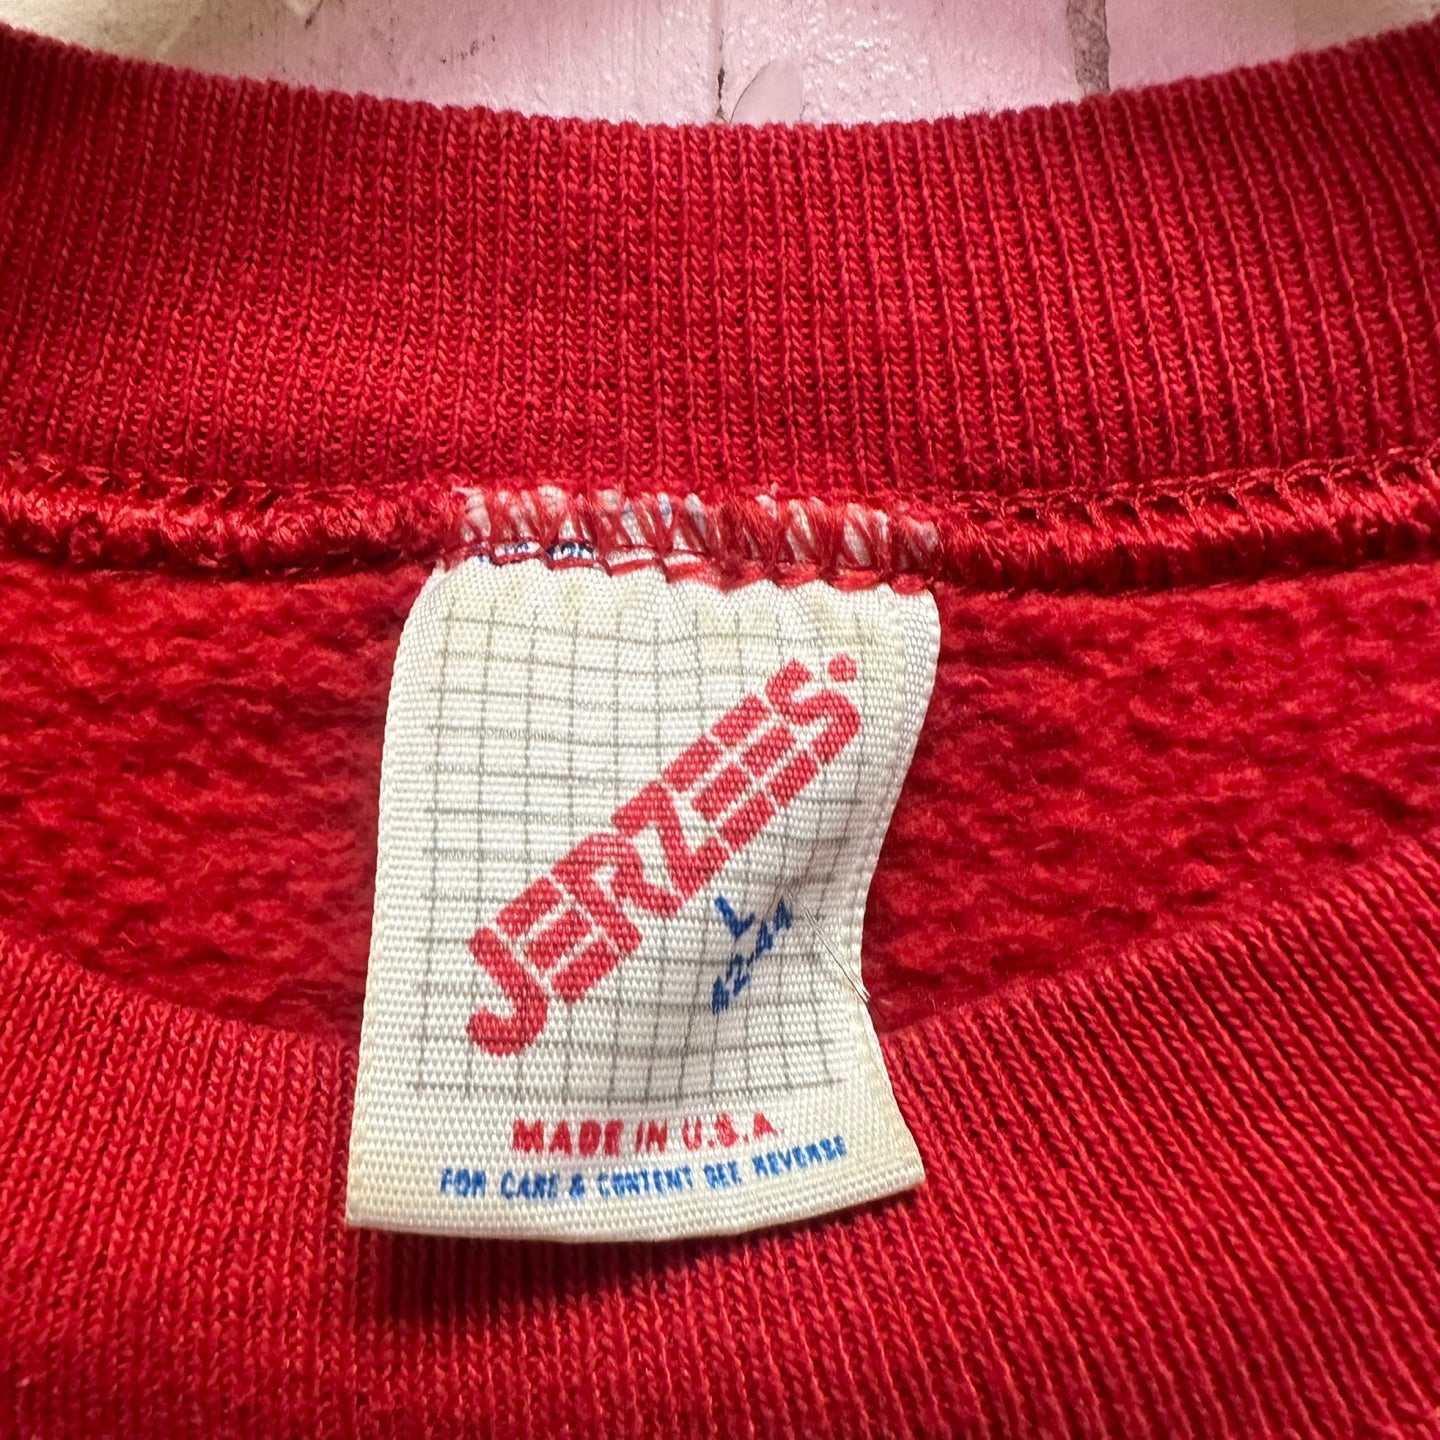 JERZEES.
L
42-44
MADE IN U.S.A
FOR CARE & CONTENT SEE REVERSE